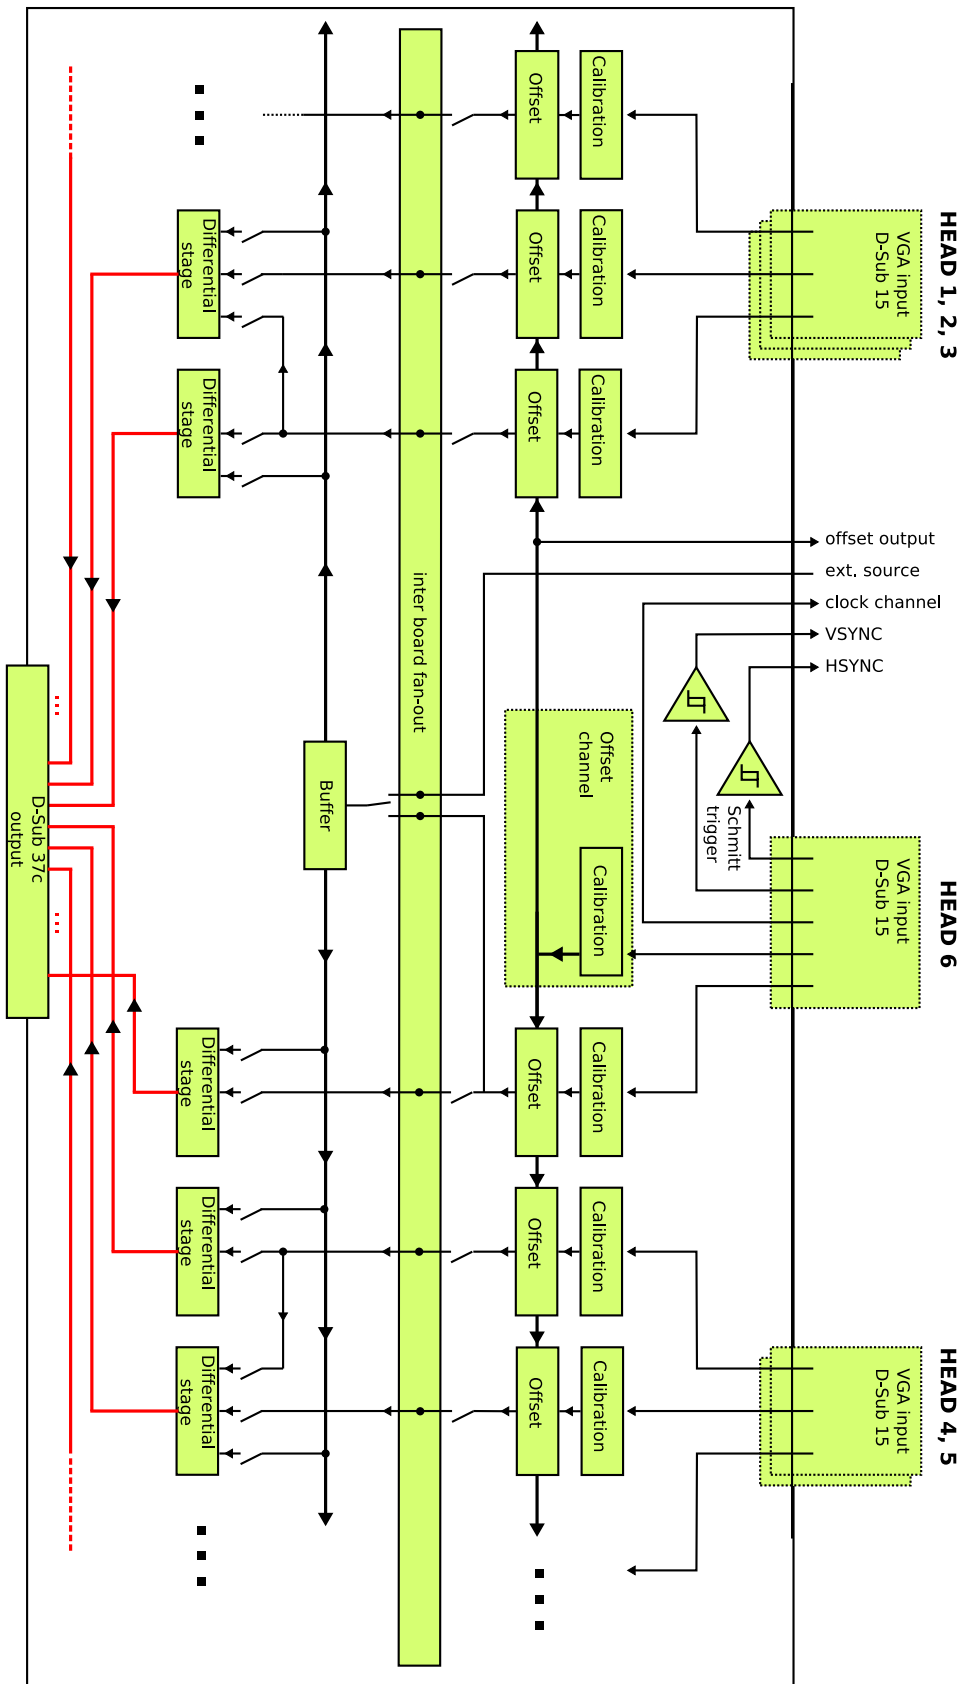 HEAD 1, 2, 3
HEAD 6
HEAD 4, 5
VGA input
D-Sub 15
VGA input
D-Sub 15
VGA input
D-Sub 15
offset output
ext. source
clock channel
VSYNC
HSYNC
Schmitt
trigger
Calibration
Calibration
Calibration
Offset
channel
Calibration
Calibration
Calibration
Calibration
Offset
Offset
Offset
Offset
Offset
Offset
inter board fan-out
Buffer
Differential
stage
Differential
stage
Differential
stage
Differential
stage
Differential
stage
D-Sub 37c
output